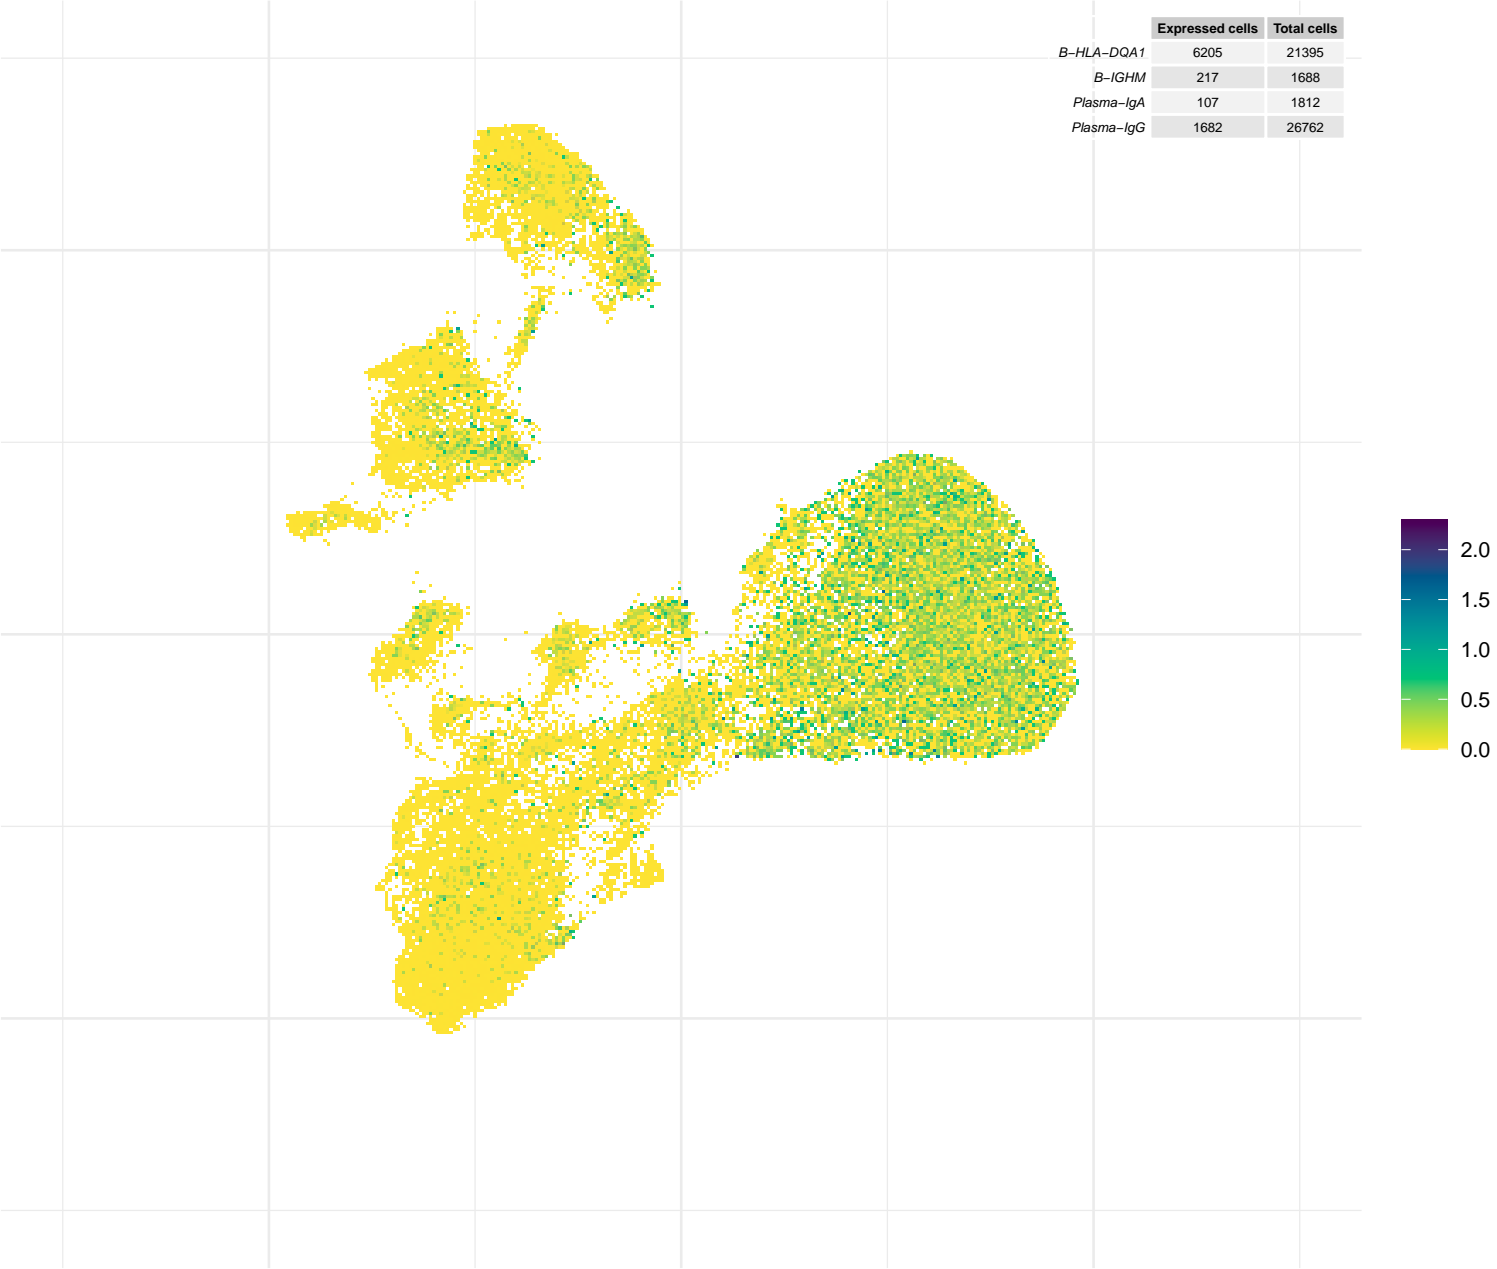 Expressed cells Total cells
B−HLA−DQA1 6205 21395
B−IGHM 217 1688
Plasma−IgA 107 1812
Plasma−IgG 1682 26762
2.0
1.5
1.0
0.5
0.0